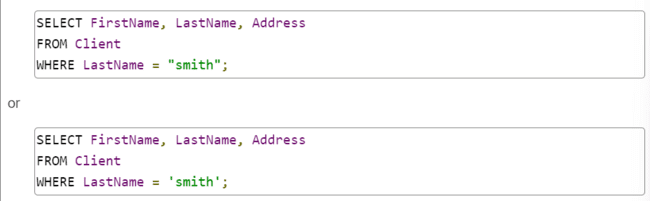 SELECT FirstName, LastName, Address
FROM Client
WHERE LastName = "smith";
or
SELECT FirstName, LastName, Address
FROM Client
WHERE LastName = 'smith';